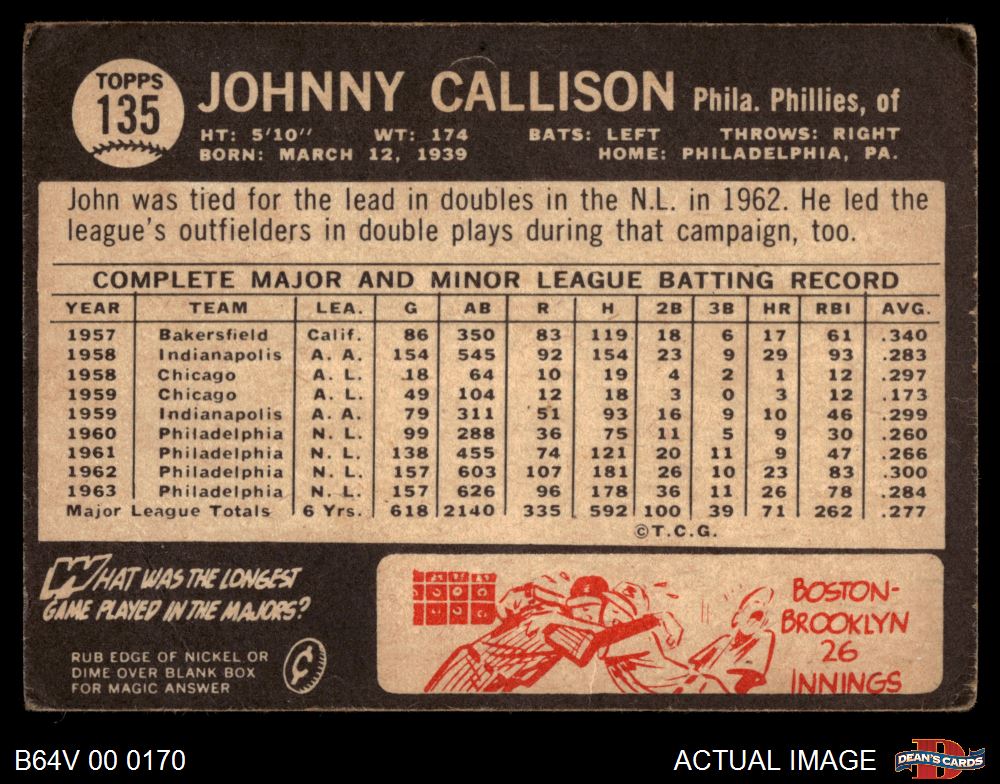 TOPPS
135
JOHNNY CALLISON Phila. Phillies, of
HT: 5'10" WT: 174 BATS: LEFT THROWS: RIGHT
BORN: MARCH 12, 1939 HOME: PHILADELPHIA, PA.
John was tied for the lead in doubles in the N.L. in 1962. He led the
league's outfielders in double plays during that campaign, too.
COMPLETE MAJOR AND MINOR LEAGUE BATTING RECORD
YEAR TEAM LEA. G AB R H 2B 3B HR RBI AVG.
1957 Bakersfield Calif. 86 350 83 119 18 6 17 61 .340
1958 Indianapolis A. A. 154 545 92 154 23 9 29 93 .283
1958 Chicago A. L. 18 64 10 19 4 2 1 12 .297
1959 Chicago A. L. 49 104 12 18 3 0 3 12 .173
1959 Indianapolis A. A. 79 311 51 93 16 9 10 46 .299
1960 Philadelphia N. L. 99 288 36 75 11 5 9 30 .260
1961 Philadelphia N. L. 138 455 74 121 20 11 9 47 .266
1962 Philadelphia N. L. 157 603 107 181 26 10 23 83 .300
1963 Philadelphia N. L. 157 626 96 178 36 11 26 78 .284
Major League Totals 6 Yrs. 618 2140 335 592 100 39 71 262 .277
©T.C.G.
WHAT WAS THE LONGEST
GAME PLAYED IN THE MAJORS?
RUB EDGE OF NICKEL OR
DIME OVER BLANK BOX
FOR MAGIC ANSWER
BOSTON-
BROOKLYN
26
INNINGS
B64V 00 0170 ACTUAL IMAGE
DEAN'S CARDS